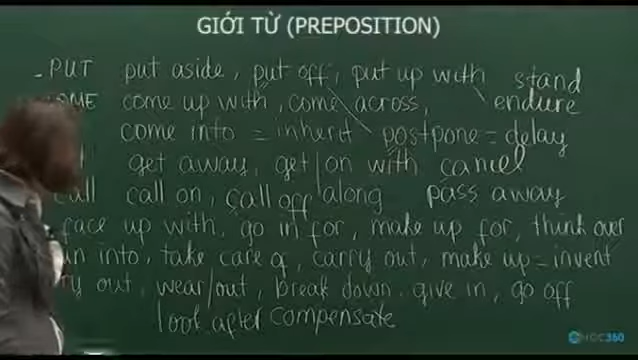 GIỚI TỪ (PREPOSITION)
- PUT put aside, put off, put up with stand
come up with, come across, endure
come into = inherit postpone = delay
get away, get/on with cancel
call on, call off along pass away
face up with, go in for, make up for, think over
into, take care of, carry out, make up = invent
out, wear/out, break down, give in, go off
look after compensate
HOC360